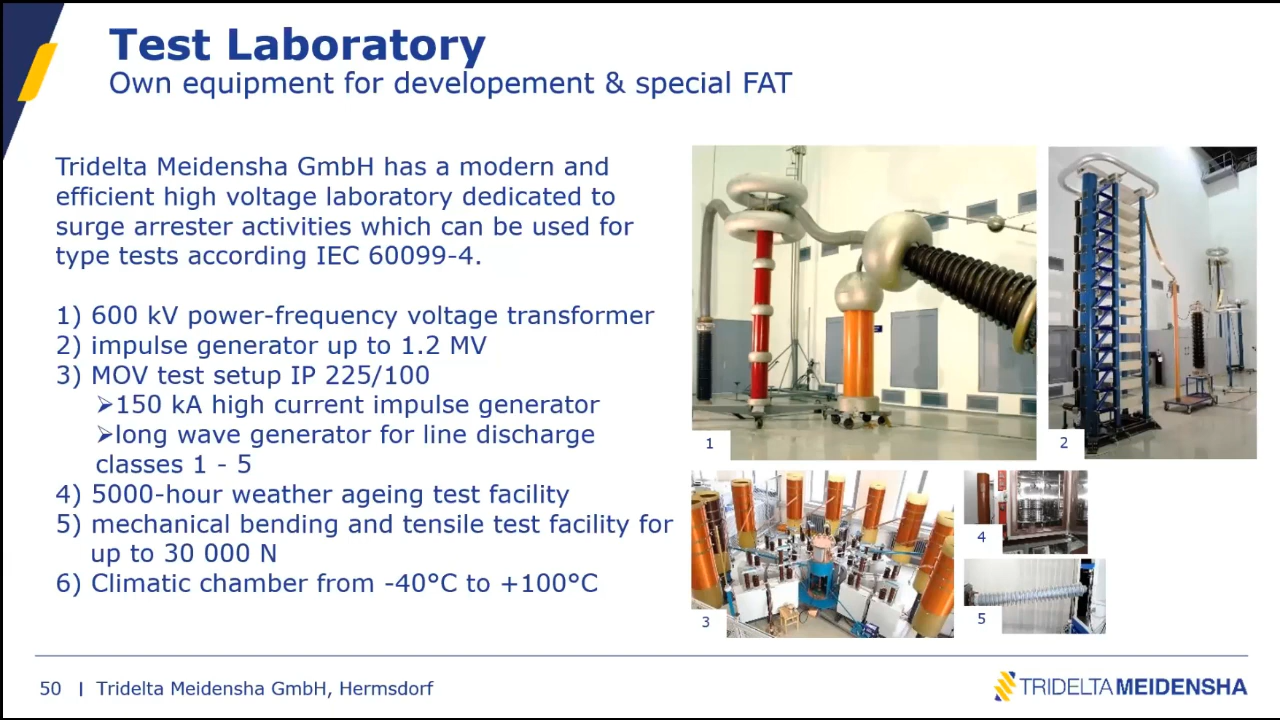 Test Laboratory
Own equipment for developement & special FAT
Tridelta Meidensha GmbH has a modern and
efficient high voltage laboratory dedicated to
surge arrester activities which can be used for
type tests according IEC 60099-4.
1) 600 kV power-frequency voltage transformer
2) impulse generator up to 1.2 MV
3) MOV test setup IP 225/100
➢150 kA high current impulse generator
➢long wave generator for line discharge
classes 1 - 5
4) 5000-hour weather ageing test facility
5) mechanical bending and tensile test facility for
up to 30 000 N
6) Climatic chamber from -40°C to +100°C
1
2
3
4
5
50 | Tridelta Meidensha GmbH, Hermsdorf
TRIDELTA MEIDENSHA